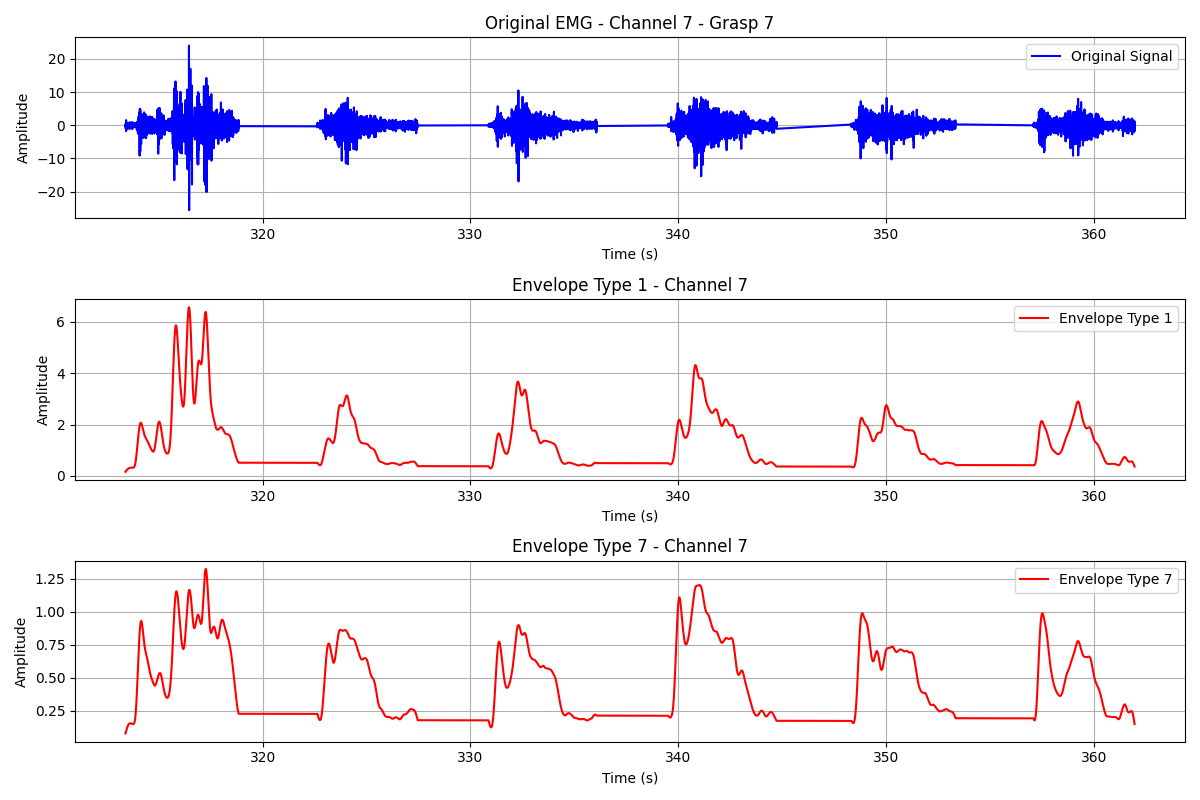 Original EMG - Channel 7 - Grasp 7
Original Signal
Amplitude
20
10
0
−10
−20
320
330
340
350
360
Time (s)
Envelope Type 1 - Channel 7
Envelope Type 1
Amplitude
6
4
2
0
320
330
340
350
360
Time (s)
Envelope Type 7 - Channel 7
Envelope Type 7
Amplitude
1.25
1.00
0.75
0.50
0.25
320
330
340
350
360
Time (s)